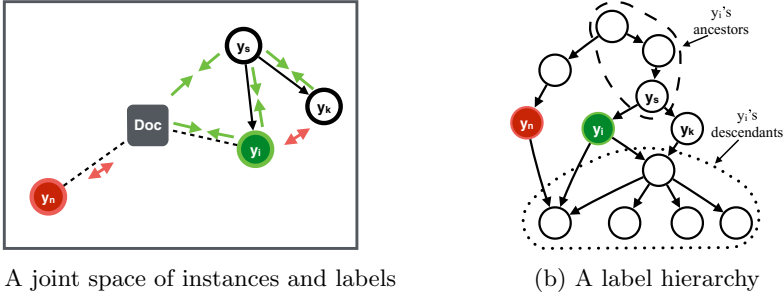 yₛ
yₖ
Doc
yᵢ
yₙ
A joint space of instances and labels
yᵢ's
ancestors
yₛ
yₙ
yᵢ
yₖ
yᵢ's
descendants
(b) A label hierarchy